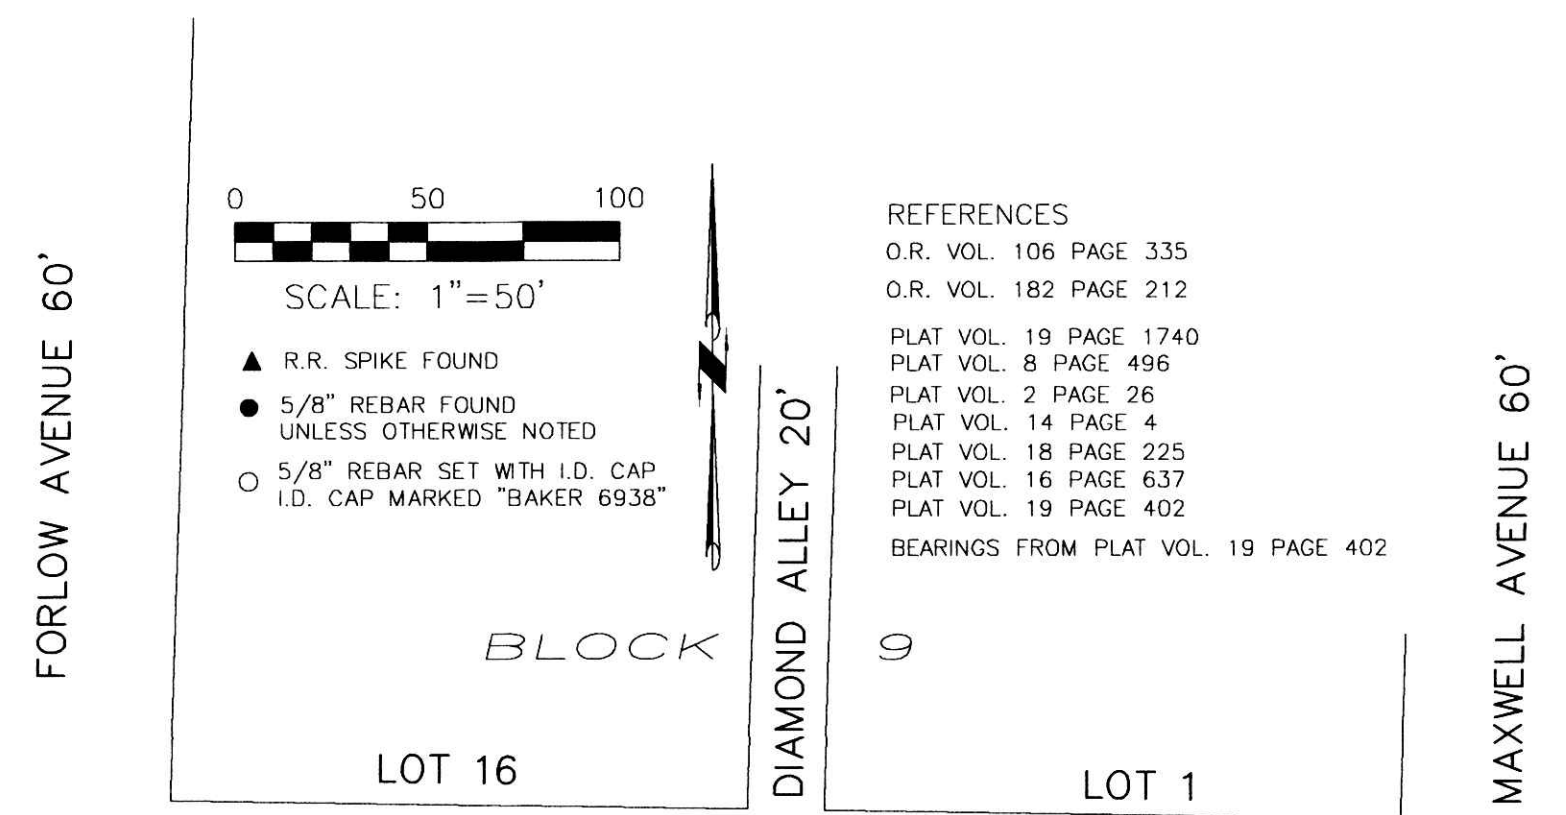 FORLOW AVENUE 60'
0 50 100
SCALE: 1"=50'
R.R. SPIKE FOUND
5/8" REBAR FOUND
UNLESS OTHERWISE NOTED
5/8" REBAR SET WITH I.D. CAP
I.D. CAP MARKED "BAKER 6938"
N
DIAMOND ALLEY 20'
REFERENCES
O.R. VOL. 106 PAGE 335
O.R. VOL. 182 PAGE 212
PLAT VOL. 19 PAGE 1740
PLAT VOL. 8 PAGE 496
PLAT VOL. 2 PAGE 26
PLAT VOL. 14 PAGE 4
PLAT VOL. 18 PAGE 225
PLAT VOL. 16 PAGE 637
PLAT VOL. 19 PAGE 402
BEARINGS FROM PLAT VOL. 19 PAGE 402
MAXWELL AVENUE 60'
BLOCK 9
LOT 16
LOT 1